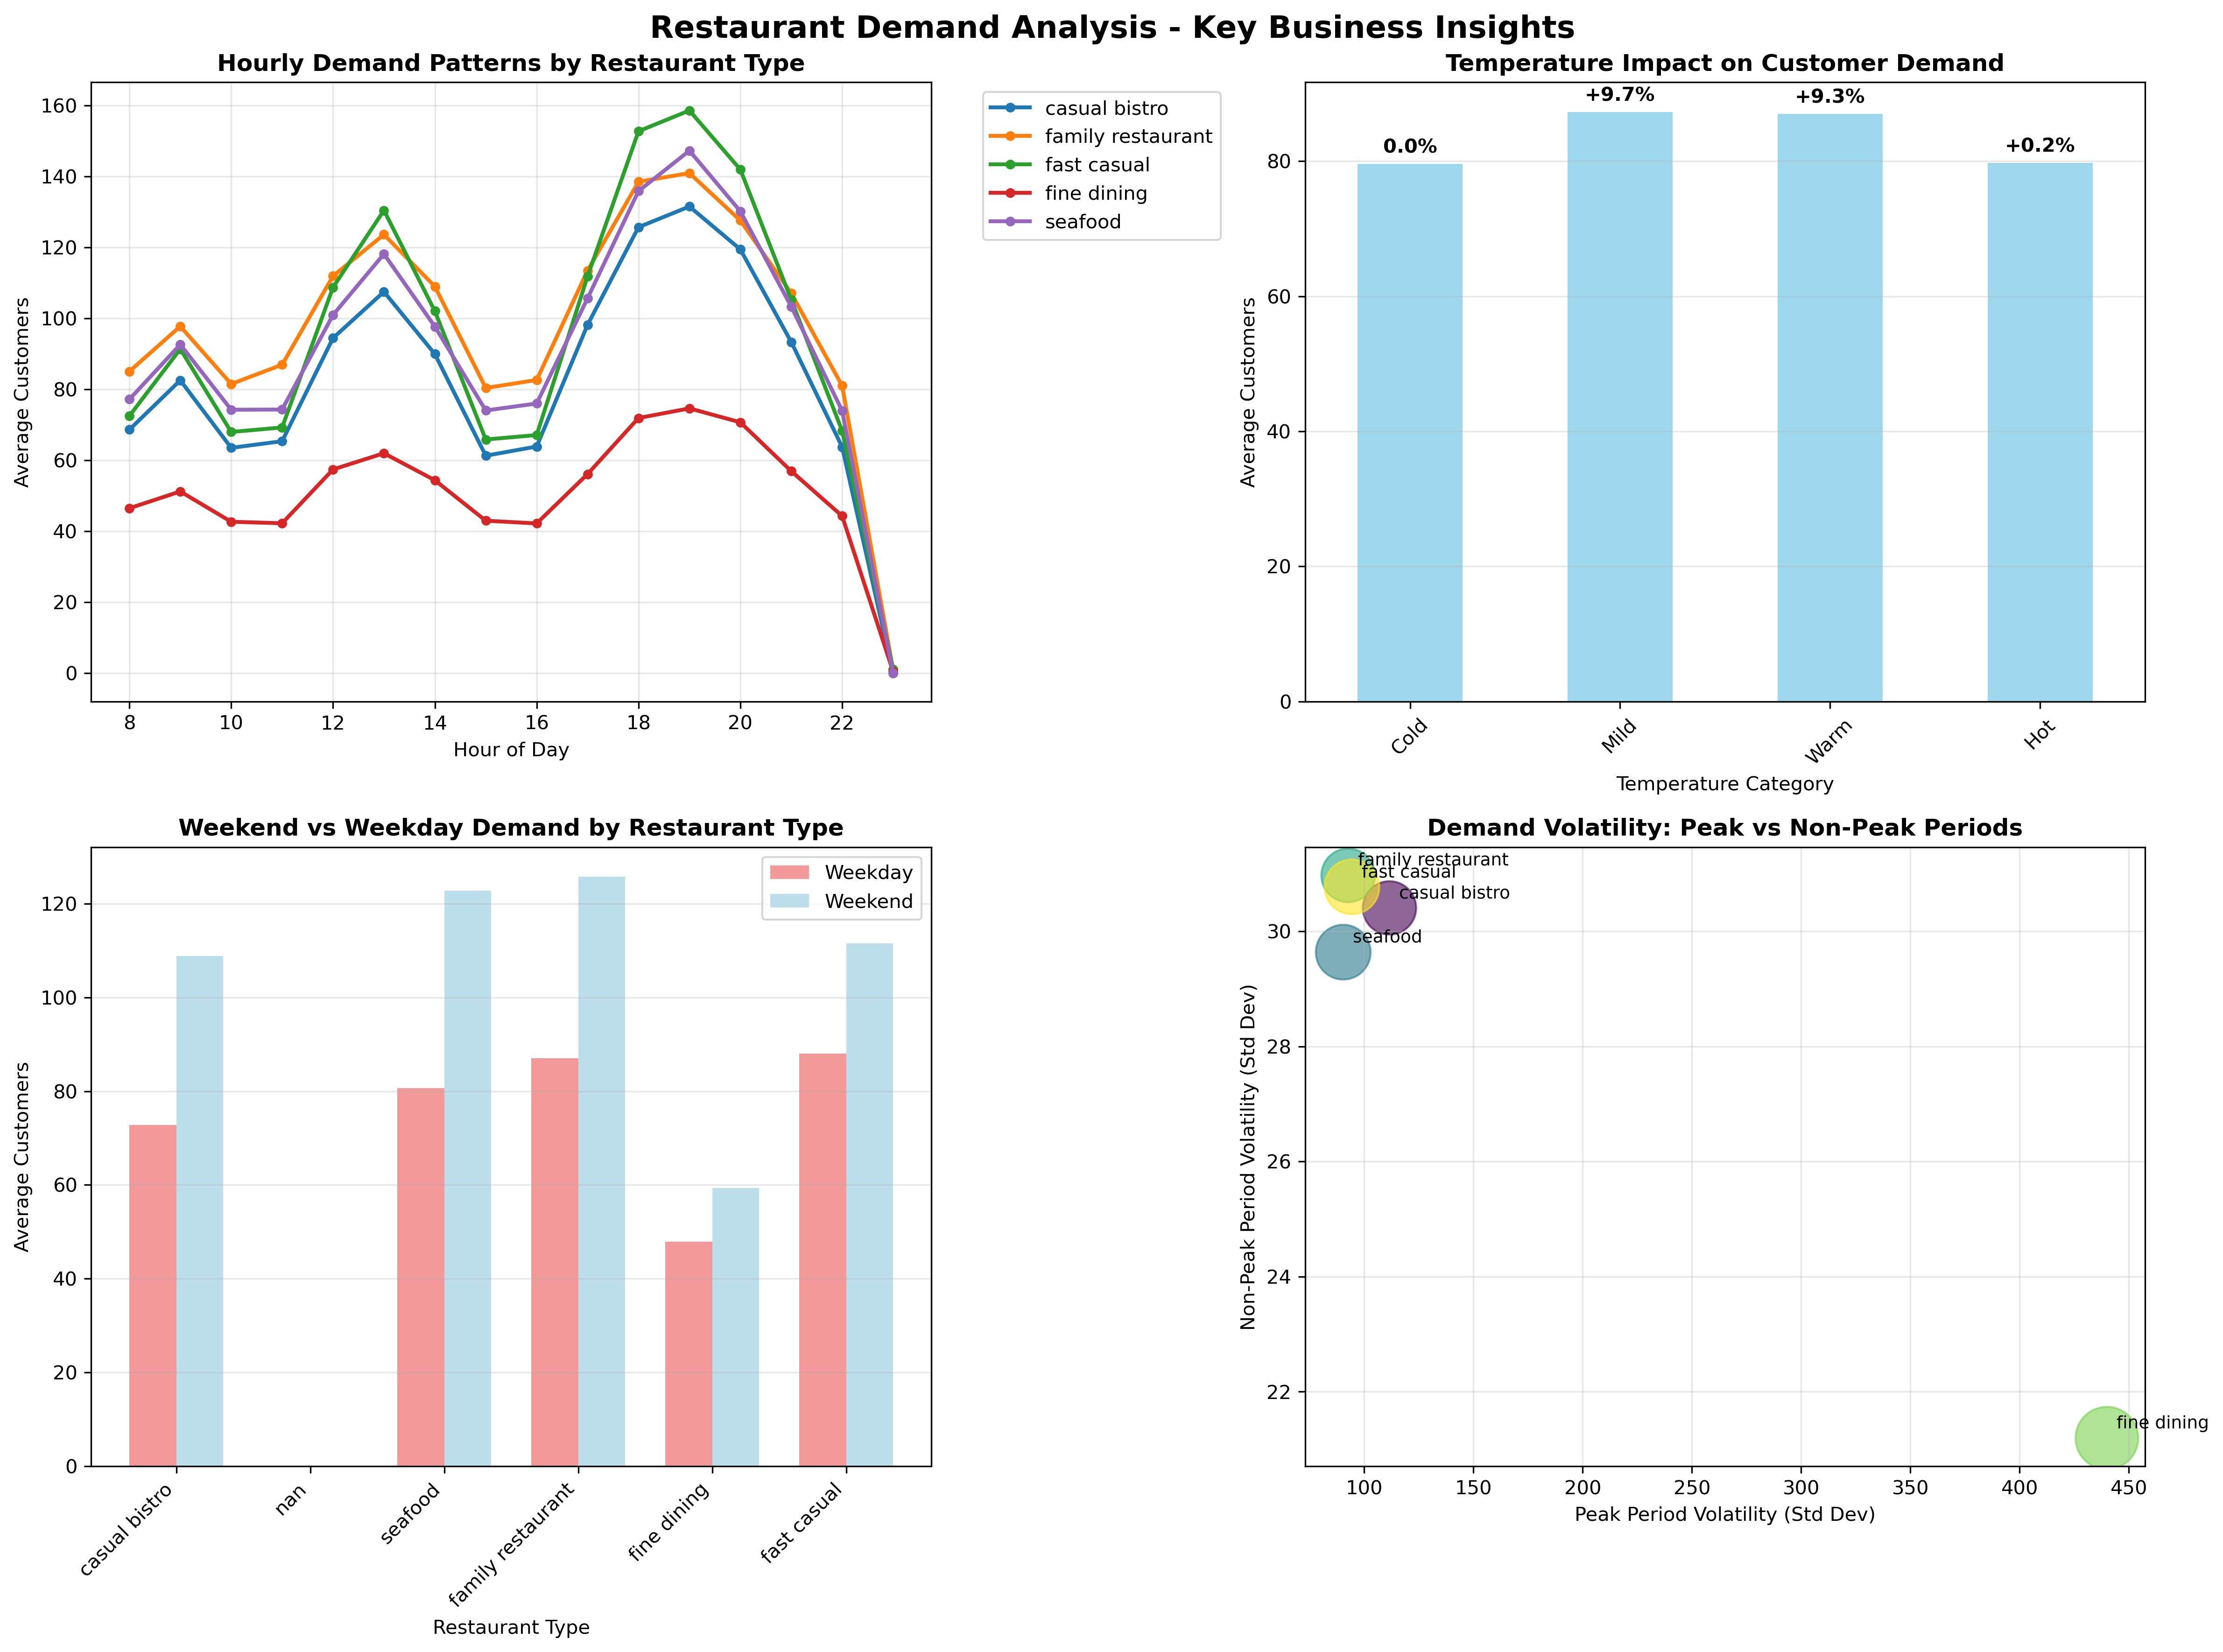 Restaurant Demand Analysis - Key Business Insights
Hourly Demand Patterns by Restaurant Type
160
140
120
100
80
60
40
20
0
Average Customers
8 10 12 14 16 18 20 22
Hour of Day
casual bistro
family restaurant
fast casual
fine dining
seafood
Temperature Impact on Customer Demand
80
60
40
20
0
Average Customers
0.0%
+9.7%
+9.3%
+0.2%
Cold
Mild
Warm
Hot
Temperature Category
Weekend vs Weekday Demand by Restaurant Type
120
100
80
60
40
20
0
Average Customers
Weekday
Weekend
casual bistro
nan
seafood
family restaurant
fine dining
fast casual
Restaurant Type
Demand Volatility: Peak vs Non-Peak Periods
30
28
26
24
22
Non-Peak Period Volatility (Std Dev)
family restaurant
fast casual
casual bistro
seafood
fine dining
100 150 200 250 300 350 400 450
Peak Period Volatility (Std Dev)